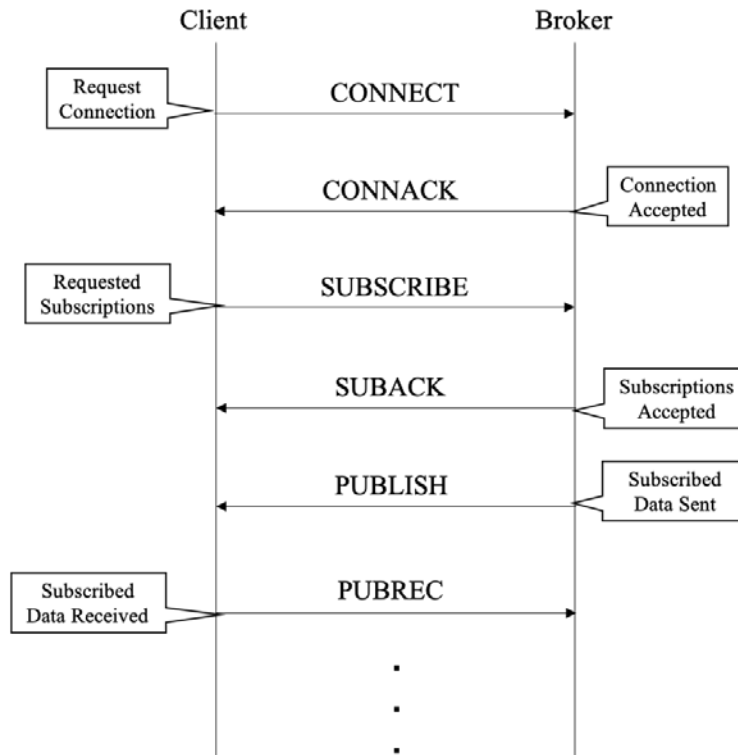 Client
Broker
Request
Connection
CONNECT
CONNACK
Connection
Accepted
Requested
Subscriptions
SUBSCRIBE
SUBACK
Subscriptions
Accepted
PUBLISH
Subscribed
Data Sent
Subscribed
Data Received
PUBREC